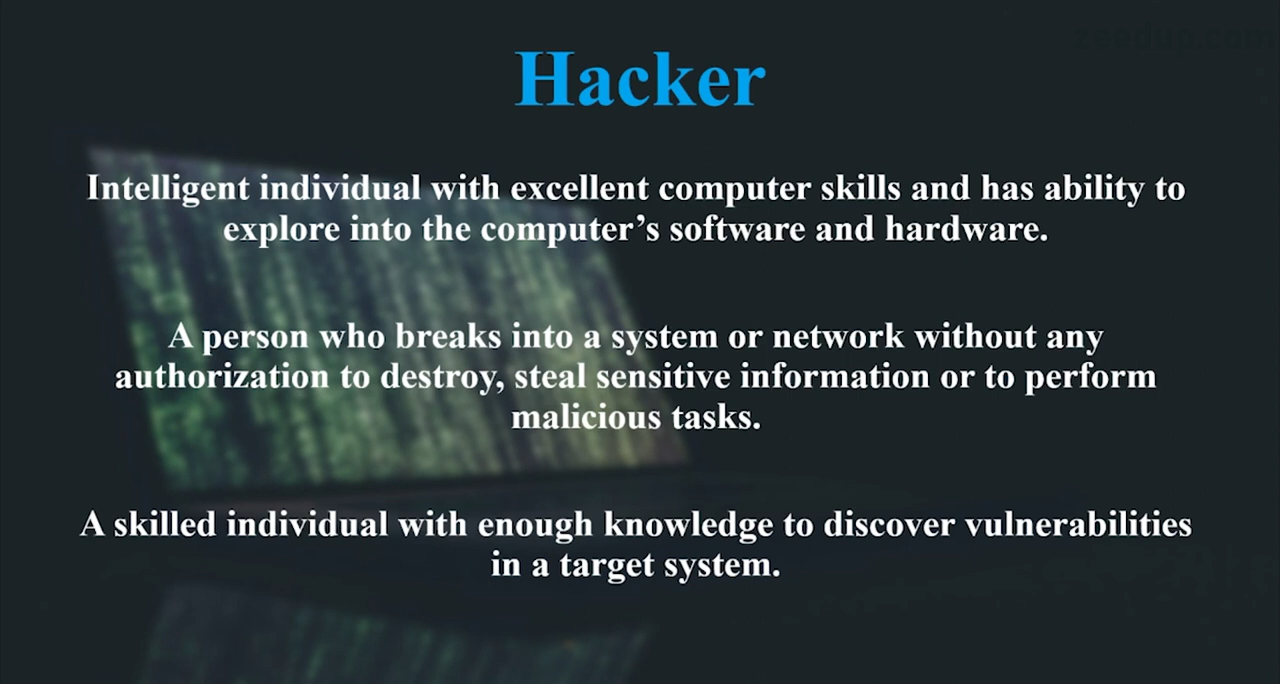 Hacker
Intelligent individual with excellent computer skills and has ability to
explore into the computer’s software and hardware.
A person who breaks into a system or network without any
authorization to destroy, steal sensitive information or to perform
malicious tasks.
A skilled individual with enough knowledge to discover vulnerabilities
in a target system.